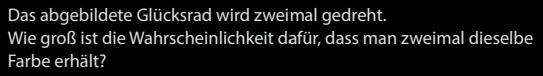 Das abgebildete Glücksrad wird zweimal gedreht.
Wie groß ist die Wahrscheinlichkeit dafür, dass man zweimal dieselbe
Farbe erhält?